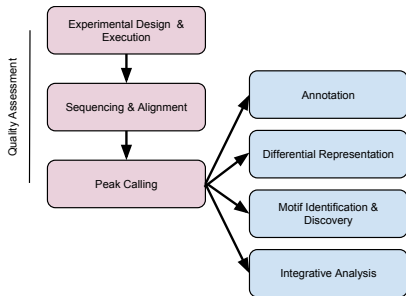 Quality Assessment
Experimental Design &
Execution
Sequencing & Alignment
Peak Calling
Annotation
Differential Representation
Motif Identification &
Discovery
Integrative Analysis